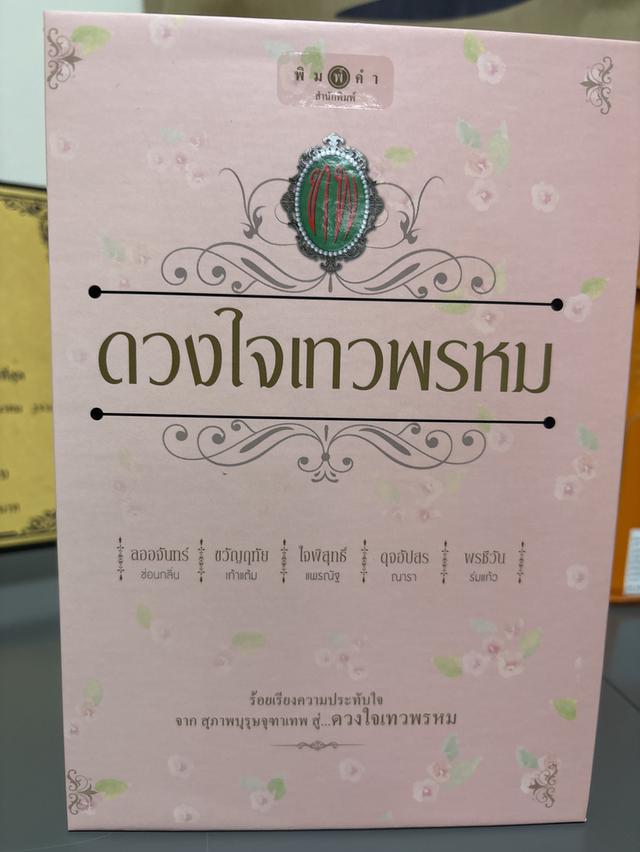 พิมพ์คำ
สำนักพิมพ์
ดวงใจเทวพรหม
ลออจันทร์ ขวัญฤทัย ใจพิสุทธิ์ ดุจอัปสร พรชีวัน
ซ่อนกลิ่น เก้าแต้ม แพรณัฐ ณารา ร่มแก้ว
ร้อยเรียงความประทับใจ
จาก สุภาพบุรุษจุฑาเทพ สู่...ดวงใจเทวพรหม